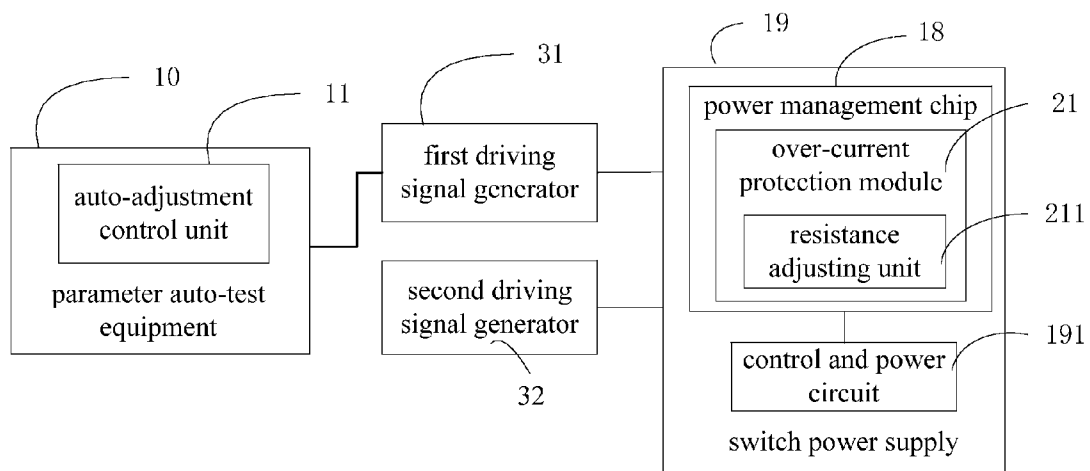 10
11
auto-adjustment
control unit
parameter auto-test
equipment
31
first driving
signal generator
second driving
signal generator
32
19
18
power management chip
21
over-current
protection module
211
resistance
adjusting unit
191
control and power
circuit
switch power supply